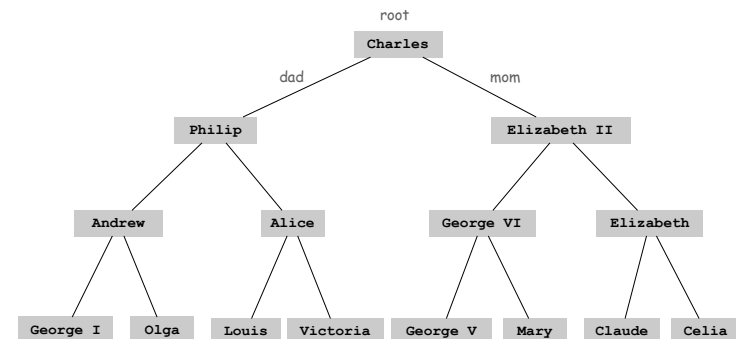 root
Charles
dad
mom
Philip
Elizabeth II
Andrew
Alice
George VI
Elizabeth
George I
Olga
Louis
Victoria
George V
Mary
Claude
Celia